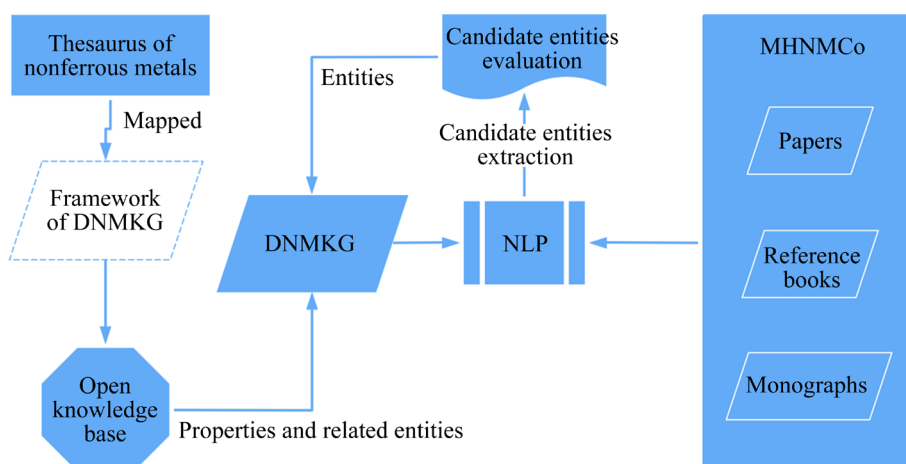 Thesaurus of
nonferrous metals
Mapped
Framework
of DNMKG
Open
knowledge
base
Properties and related entities
Entities
DNMKG
Candidate entities
evaluation
Candidate entities
extraction
NLP
MHNMCo
Papers
Reference
books
Monographs